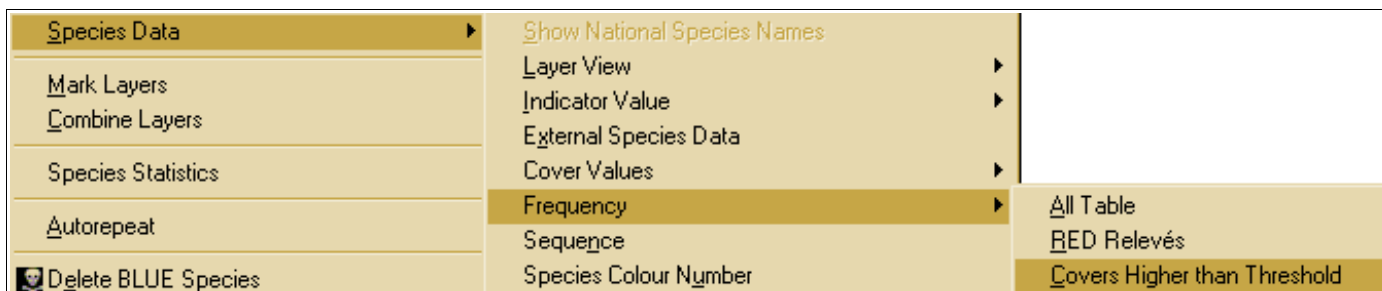 Species Data
Mark Layers
Combine Layers
Species Statistics
Autorepeat
Delete BLUE Species
Show National Species Names
Layer View
Indicator Value
External Species Data
Cover Values
Frequency
Sequence
Species Colour Number
All Table
RED Relevés
Covers Higher than Threshold